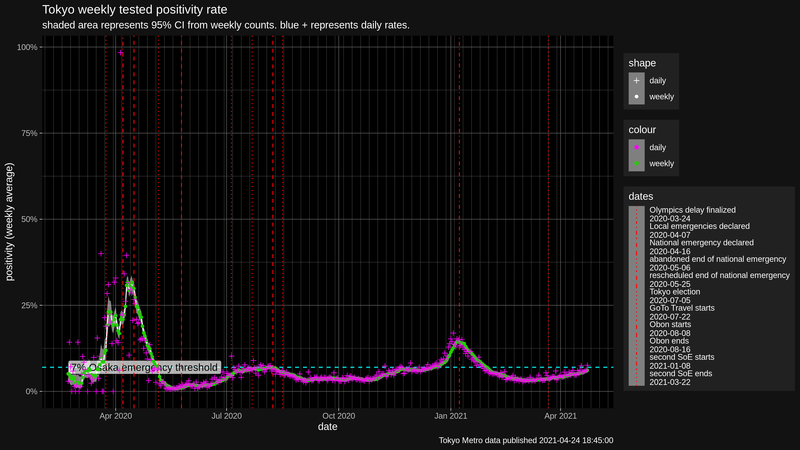 Tokyo weekly tested positivity rate
shaded area represents 95% CI from weekly counts. blue + represents daily rates.
100%
75%
50%
25%
0%
positivity (weekly average)
7% Osaka emergency threshold
Apr 2020
Jul 2020
Oct 2020
Jan 2021
Apr 2021
date
Tokyo Metro data published 2021-04-24 18:45:00
shape
daily
weekly
colour
daily
weekly
dates
Olympics delay finalized
2020-03-24
Local emergencies declared
2020-04-07
National emergency declared
2020-04-16
abandoned end of national emergency
2020-05-06
rescheduled end of national emergency
2020-05-25
Tokyo election
2020-07-05
GoTo Travel starts
2020-07-22
Obon starts
2020-08-08
Obon ends
2020-08-16
second SoE starts
2021-01-08
second SoE ends
2021-03-22